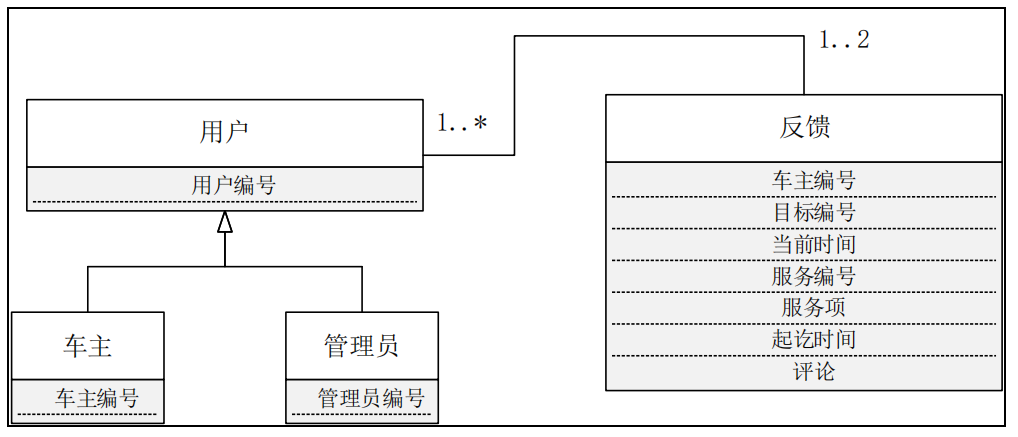 1..2
1..*
用户
用户编号
反馈
车主编号
目标编号
当前时间
服务编号
服务项
起讫时间
评论
车主
车主编号
管理员
管理员编号